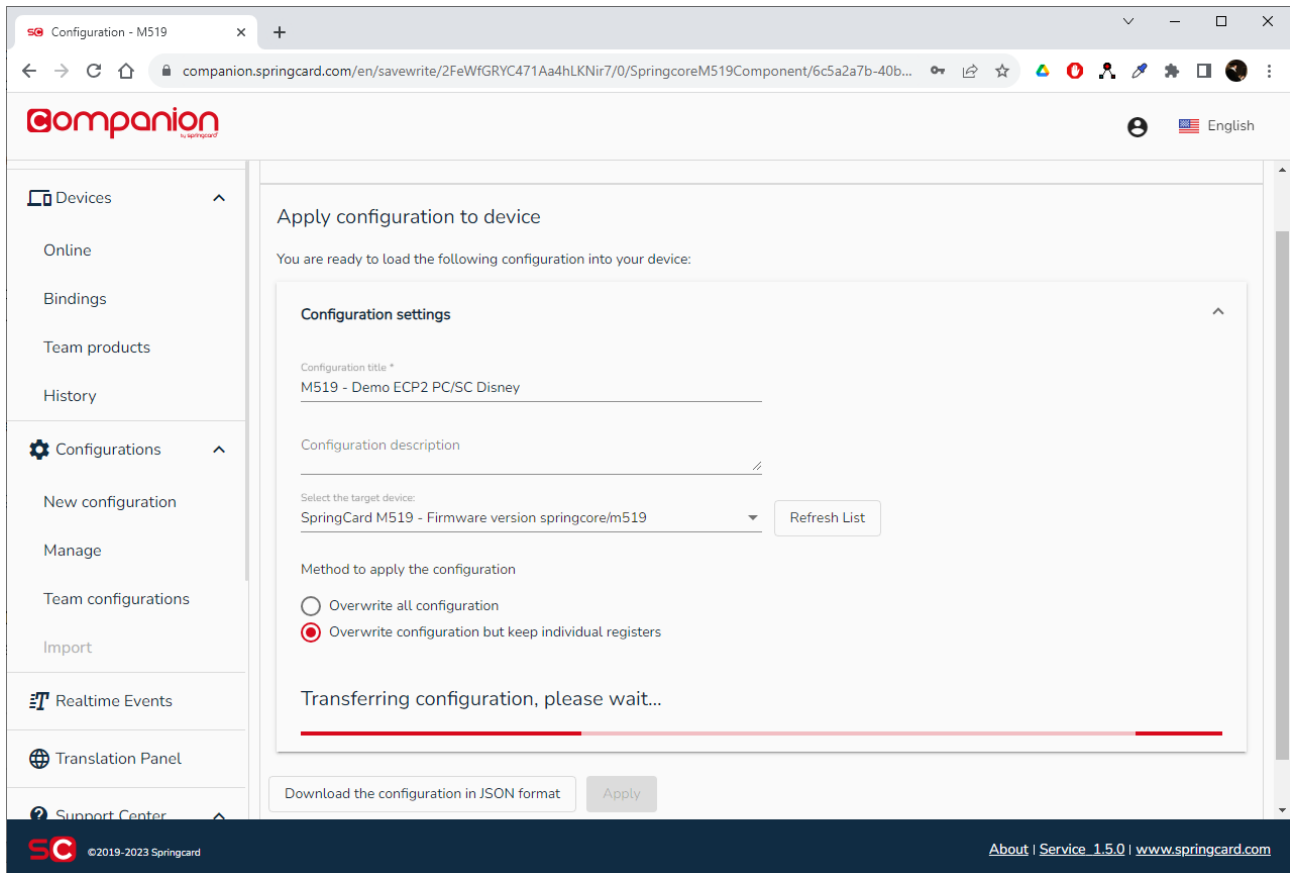 SC Configuration - M519
companion.springcard.com/en/savewrite/2FeWfGRYC471Aa4hLKNir7/0/SpringcoreM519Component/6c5a2a7b-40b...
companion
by springcard
English
Devices
Online
Bindings
Team products
History
Configurations
New configuration
Manage
Team configurations
Import
Realtime Events
Translation Panel
Support Center
Apply configuration to device
You are ready to load the following configuration into your device:
Configuration settings
Configuration title *
M519 - Demo ECP2 PC/SC Disney
Configuration description
Select the target device:
SpringCard M519 - Firmware version springcore/m519
Refresh List
Method to apply the configuration
Overwrite all configuration
Overwrite configuration but keep individual registers
Transferring configuration, please wait...
Download the configuration in JSON format
Apply
SC ©2019-2023 Springcard
About | Service 1.5.0 | www.springcard.com